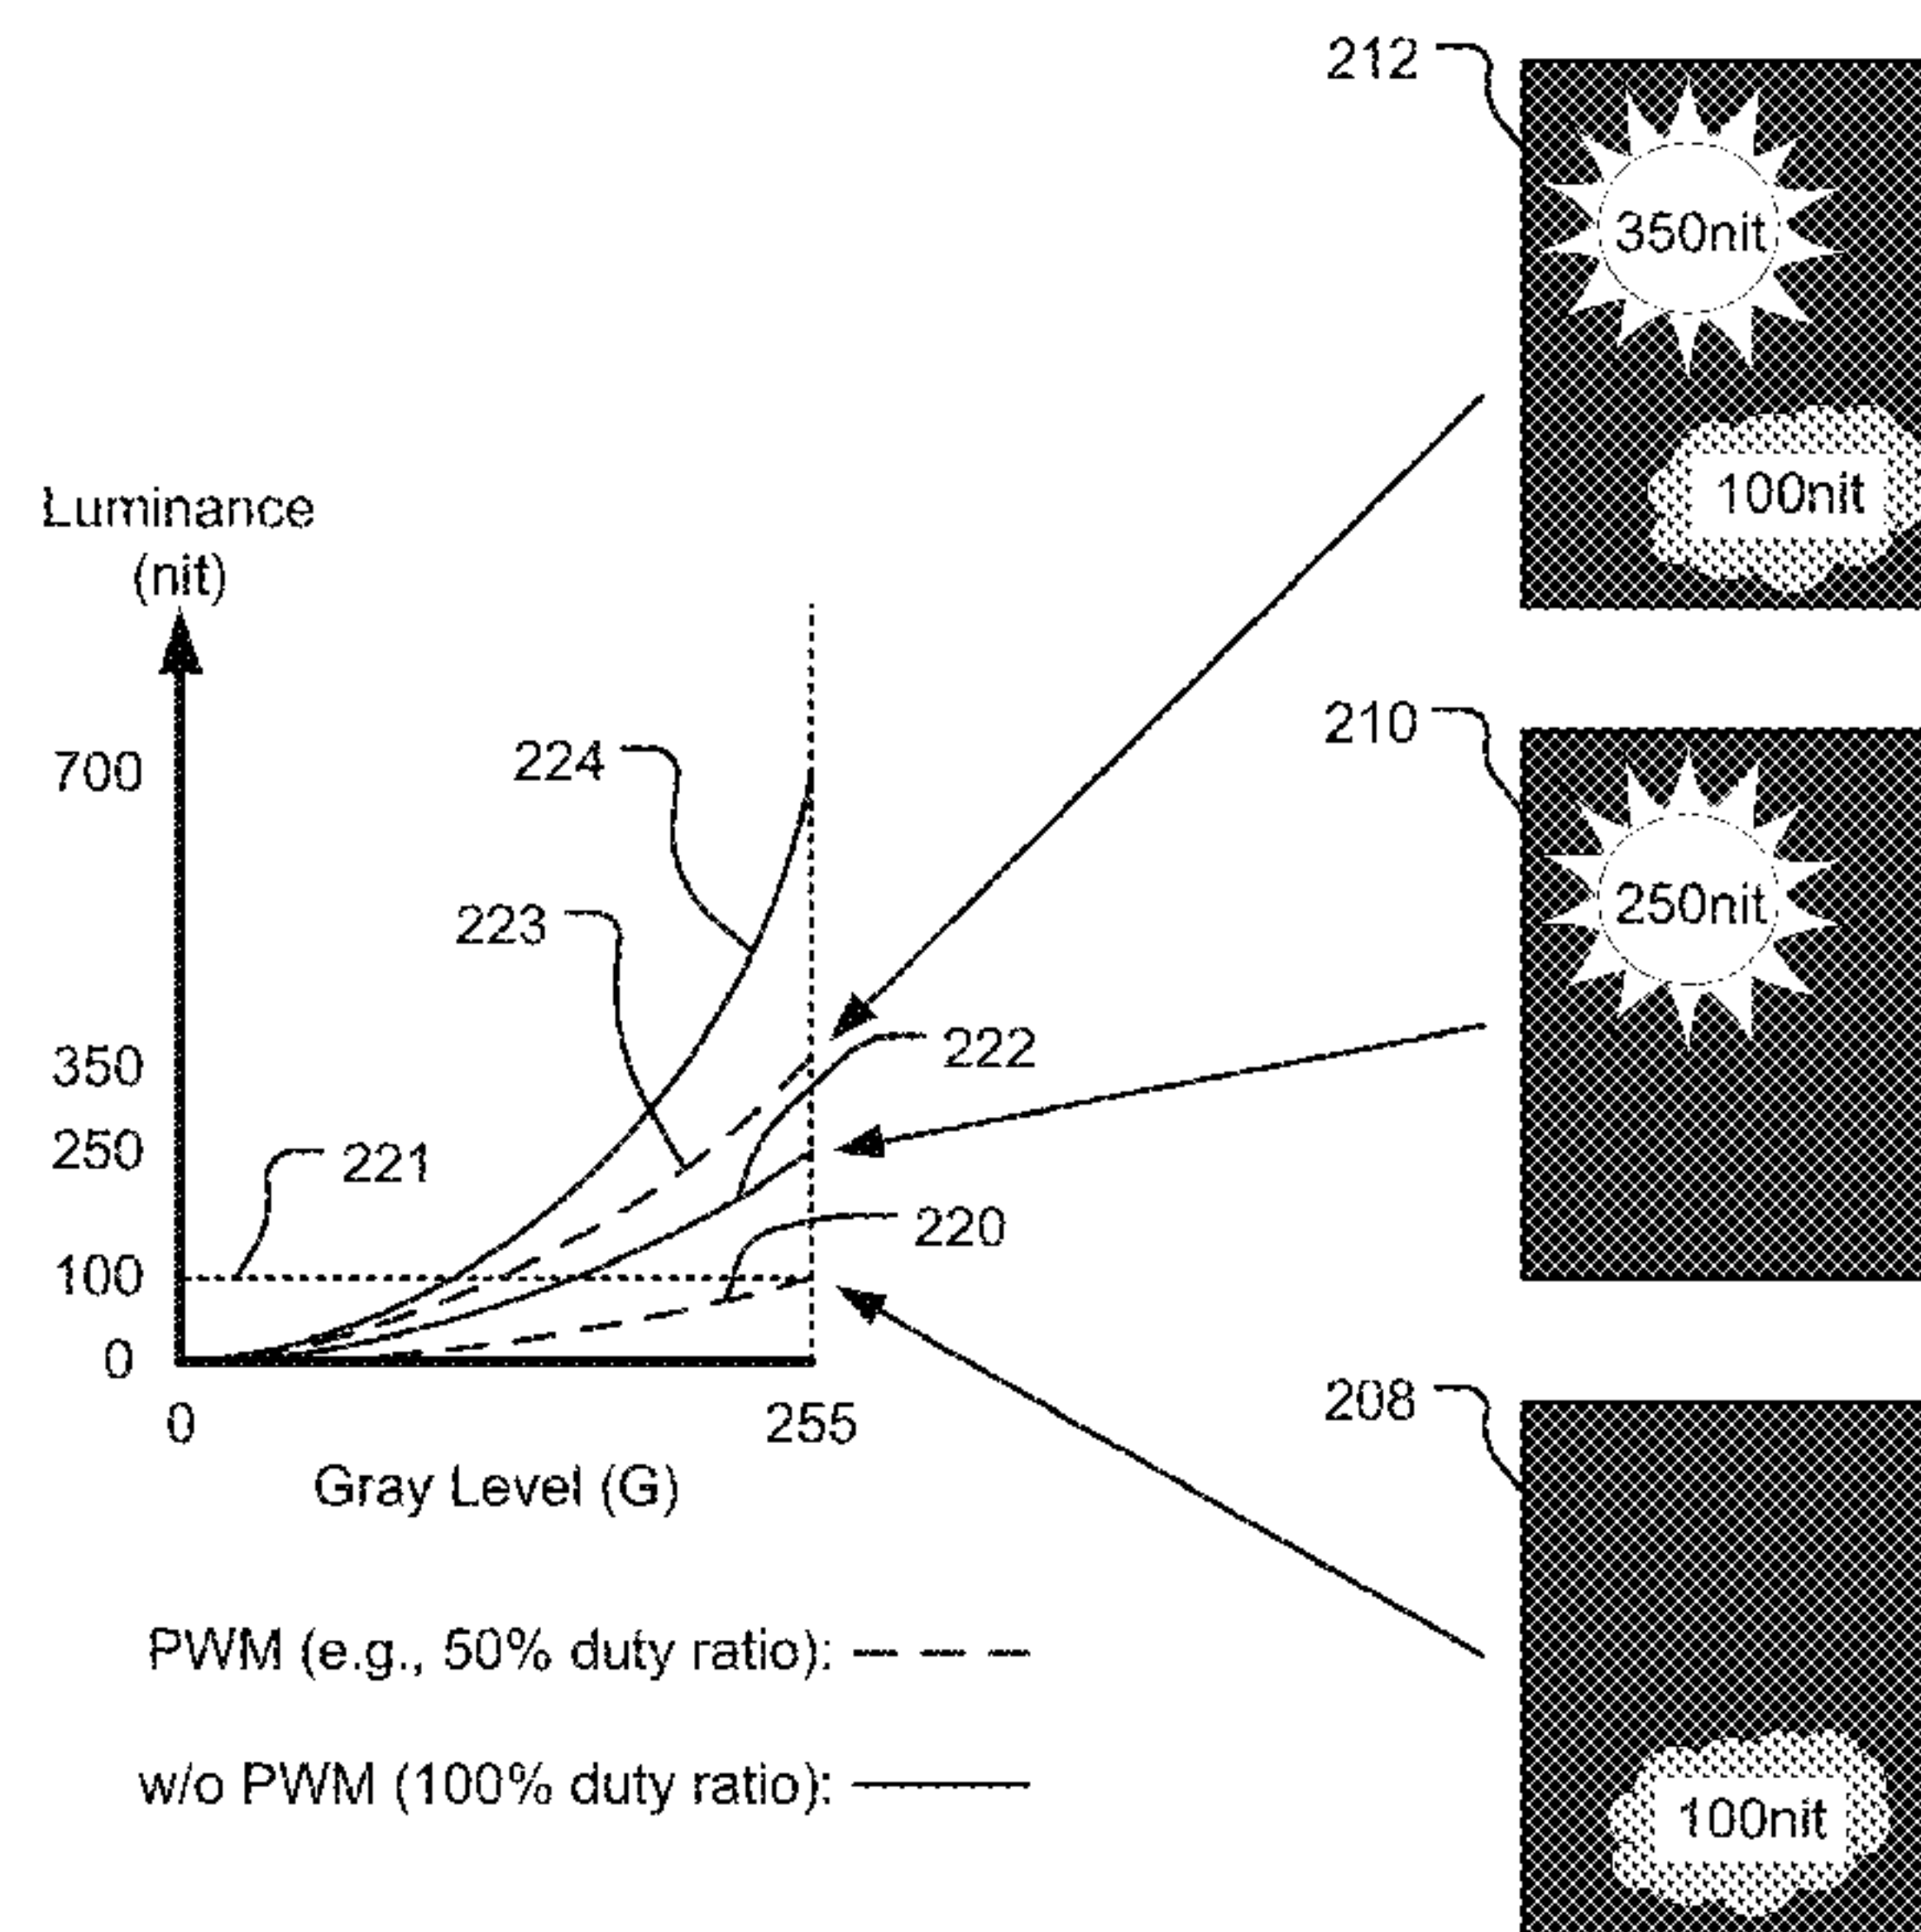 212
350nit
100nit
Luminance
(nit)
210
700
224
250nit
223
350
222
250
221
220
100
0
208
0
255
Gray Level (G)
PWM (e.g., 50% duty ratio):
w/o PWM (100% duty ratio):
100nit